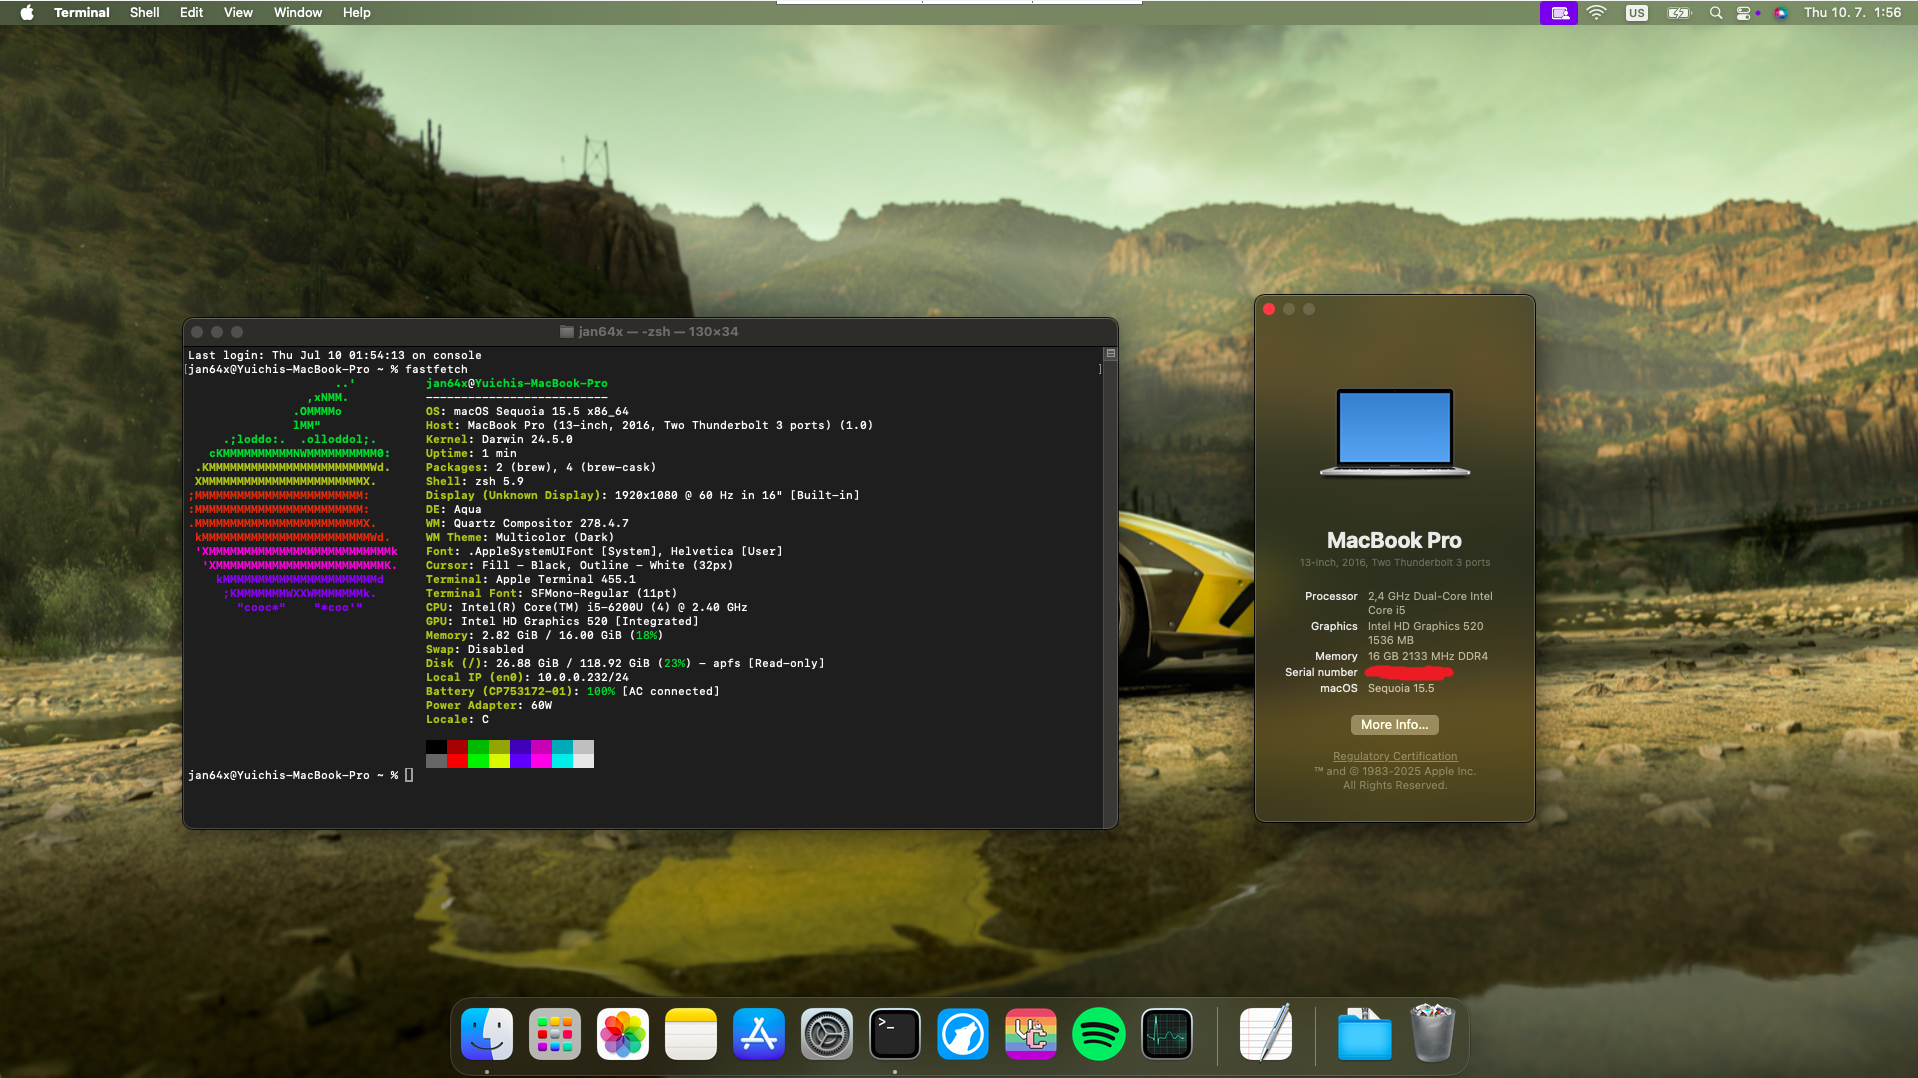 Terminal Shell Edit View Window Help
US Thu 10. 7. 1:56
jan64x — -zsh — 130×34
Last login: Thu Jul 10 01:54:13 on console
[jan64x@Yuichis-MacBook-Pro ~ % fastfetch ]
..' jan64x@Yuichis-MacBook-Pro
,xNMM. --------------------------
.OMMMMo OS: macOS Sequoia 15.5 x86_64
lMM" Host: MacBook Pro (13-inch, 2016, Two Thunderbolt 3 ports) (1.0)
.;loddo:. .olloddol;. Kernel: Darwin 24.5.0
cKMMMMMMMMMMNWMMMMMMMMMM0: Uptime: 1 min
.KMMMMMMMMMMMMMMMMMMMMMMMWd. Packages: 2 (brew), 4 (brew-cask)
XMMMMMMMMMMMMMMMMMMMMMMMX. Shell: zsh 5.9
;MMMMMMMMMMMMMMMMMMMMMMMM: Display (Unknown Display): 1920x1080 @ 60 Hz in 16" [Built-in]
:MMMMMMMMMMMMMMMMMMMMMMMM: DE: Aqua
.MMMMMMMMMMMMMMMMMMMMMMMMX. WM: Quartz Compositor 278.4.7
kMMMMMMMMMMMMMMMMMMMMMMMMWd. WM Theme: Multicolor (Dark)
'XMMMMMMMMMMMMMMMMMMMMMMMMMMk Font: .AppleSystemUIFont [System], Helvetica [User]
'XMMMMMMMMMMMMMMMMMMMMMMMMK. Cursor: Fill - Black, Outline - White (32px)
kMMMMMMMMMMMMMMMMMMMMMMd Terminal: Apple Terminal 455.1
;KMMMMMMMWXXWMMMMMMMk. Terminal Font: SFMono-Regular (11pt)
"cooc*" "*coo'" CPU: Intel(R) Core(TM) i5-6200U (4) @ 2.40 GHz
GPU: Intel HD Graphics 520 [Integrated]
Memory: 2.82 GiB / 16.00 GiB (18%)
Swap: Disabled
Disk (/): 26.88 GiB / 118.92 GiB (23%) - apfs [Read-only]
Local IP (en0): 10.0.0.232/24
Battery (CP753172-01): 100% [AC connected]
Power Adapter: 60W
Locale: C
jan64x@Yuichis-MacBook-Pro ~ %
MacBook Pro
13-inch, 2016, Two Thunderbolt 3 ports
Processor 2,4 GHz Dual-Core Intel
Core i5
Graphics Intel HD Graphics 520
1536 MB
Memory 16 GB 2133 MHz DDR4
Serial number
macOS Sequoia 15.5
More Info...
Regulatory Certification
™ and © 1983-2025 Apple Inc.
All Rights Reserved.
>_
UC